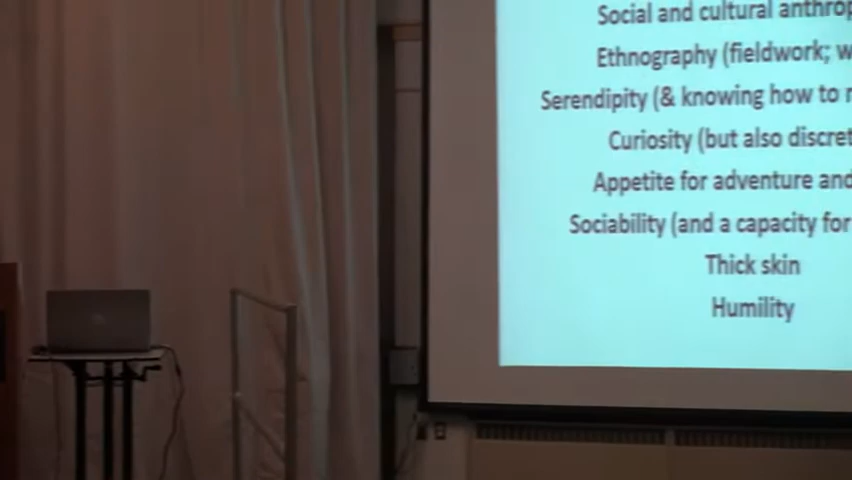 Social and cultural anthrop
Ethnography (fieldwork; w
Serendipity (& knowing how to r
Curiosity (but also discret
Appetite for adventure and
Sociability (and a capacity for
Thick skin
Humility